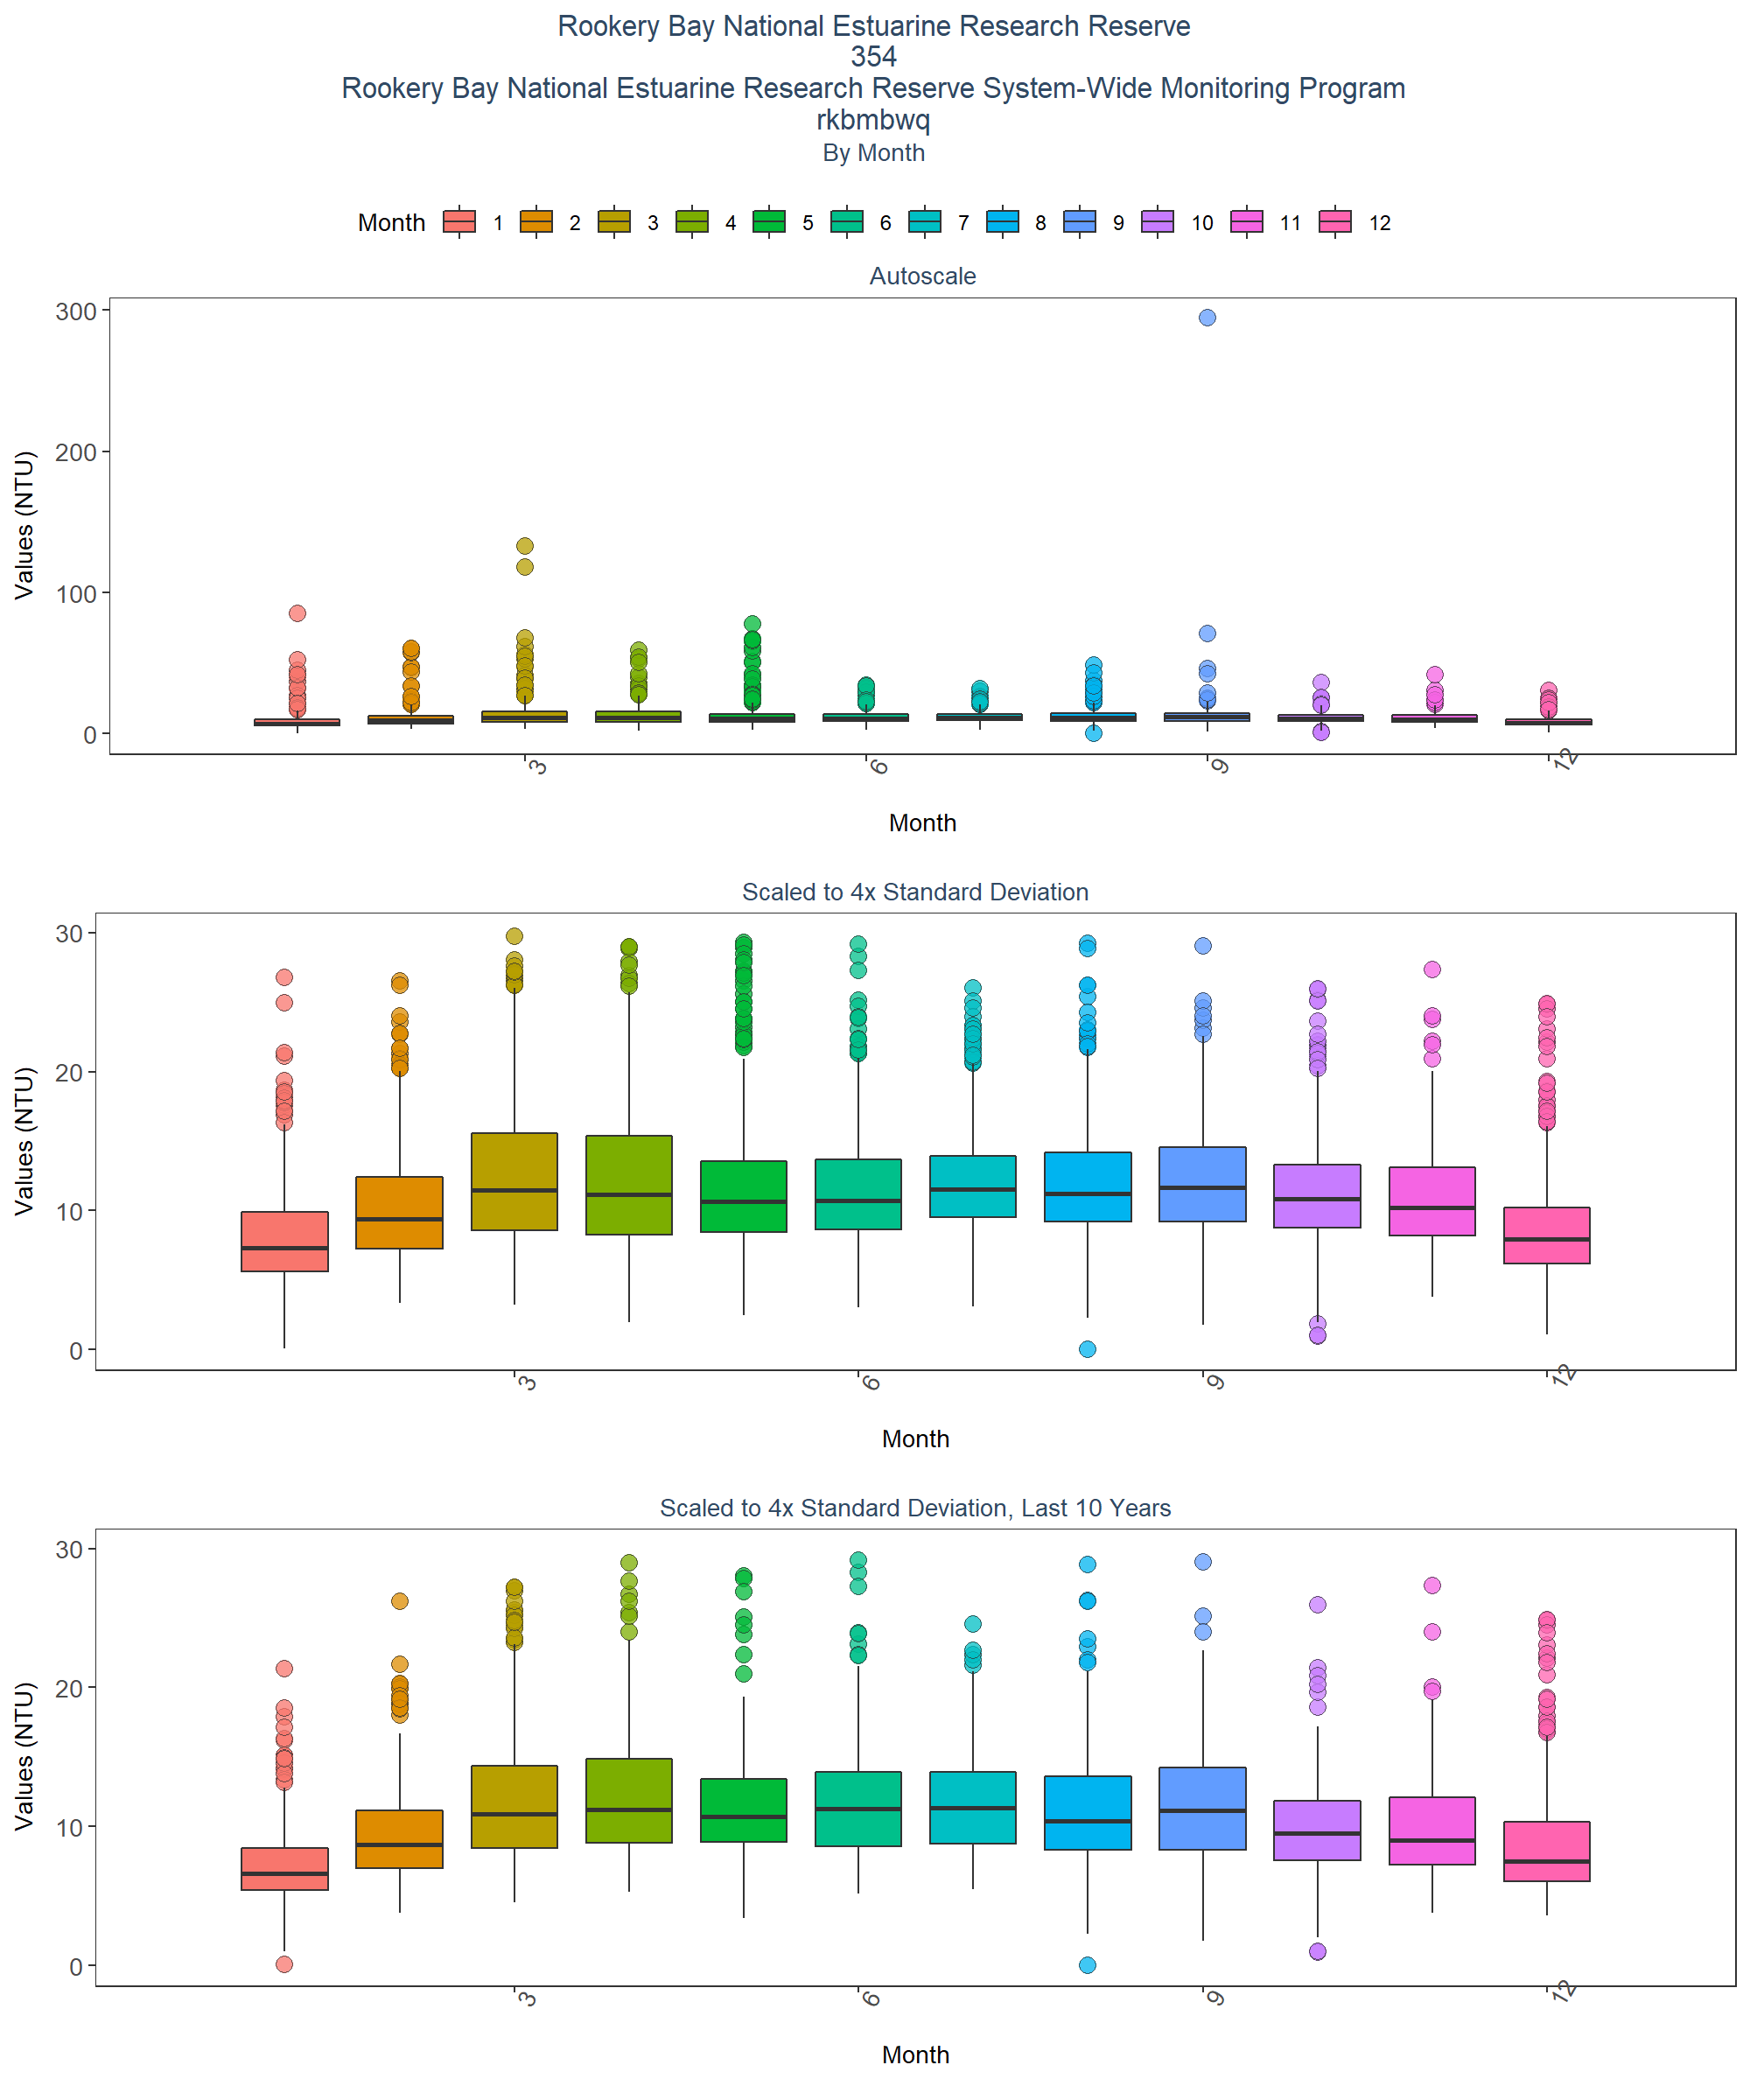 Rookery Bay National Estuarine Research Reserve
354
Rookery Bay National Estuarine Research Reserve System-Wide Monitoring Program
rkbmbwq
By Month
Month 1 2 3 4 5 6 7 8 9 10 11 12
Autoscale
Values (NTU)
300
200
100
0
3 6 9 12
Month
Scaled to 4x Standard Deviation
Values (NTU)
30
20
10
0
3 6 9 12
Month
Scaled to 4x Standard Deviation, Last 10 Years
Values (NTU)
30
20
10
0
3 6 9 12
Month